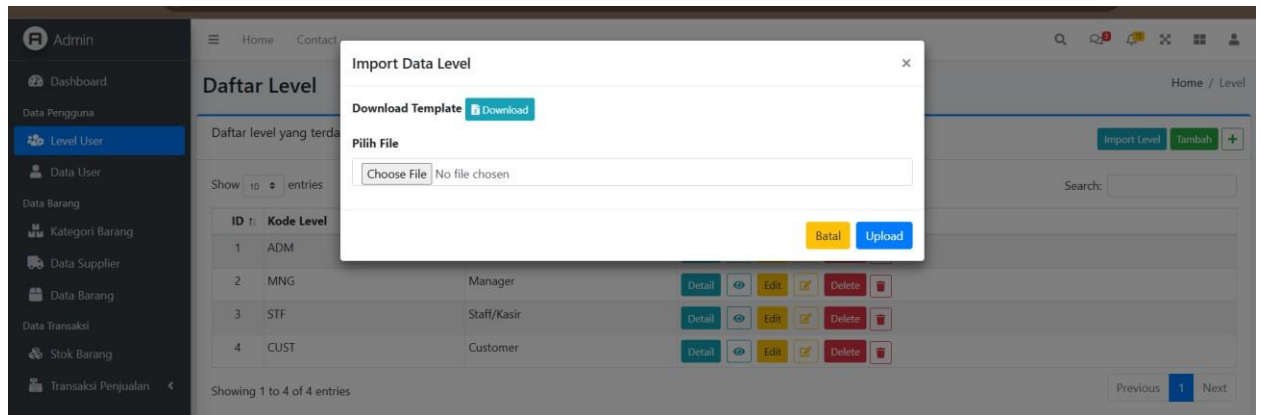 Admin
Home Contact
3 15
Dashboard
Data Pengguna
Level User
Data User
Data Barang
Kategori Barang
Data Supplier
Data Barang
Data Transaksi
Stok Barang
Transaksi Penjualan
Daftar Level
Home / Level
Daftar level yang terda
Import Level Tambah +
Show 10 entries
Search:
ID Kode Level
1 ADM
2 MNG Manager Detail Edit Delete
3 STF Staff/Kasir Detail Edit Delete
4 CUST Customer Detail Edit Delete
Showing 1 to 4 of 4 entries
Previous 1 Next
Import Data Level ×
Download Template Download
Pilih File
Choose File No file chosen
Batal Upload